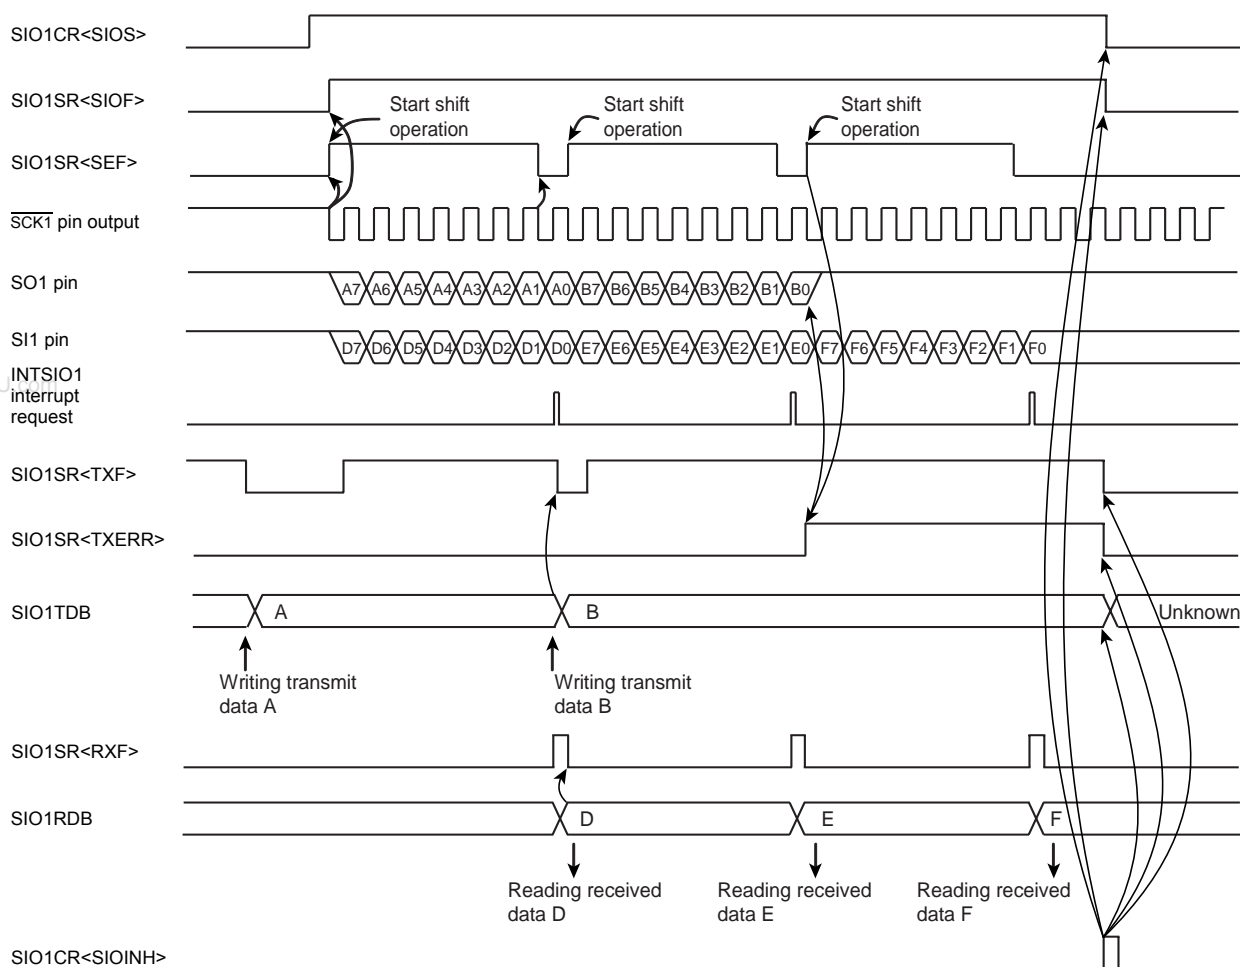 SIO1CR<SIOS>
SIO1SR<SIOF>
Start shift
operation
Start shift
operation
Start shift
operation
SIO1SR<SEF>
SCK1 pin output
SO1 pin
A7 A6 A5 A4 A3 A2 A1 A0 B7 B6 B5 B4 B3 B2 B1 B0
SI1 pin
D7 D6 D5 D4 D3 D2 D1 D0 E7 E6 E5 E4 E3 E2 E1 E0 F7 F6 F5 F4 F3 F2 F1 F0
INTSIO1
interrupt
request
SIO1SR<TXF>
SIO1SR<TXERR>
SIO1TDB
A
B
Unknown
Writing transmit
data A
Writing transmit
data B
SIO1SR<RXF>
SIO1RDB
D
E
F
Reading received
data D
Reading received
data E
Reading received
data F
SIO1CR<SIOINH>